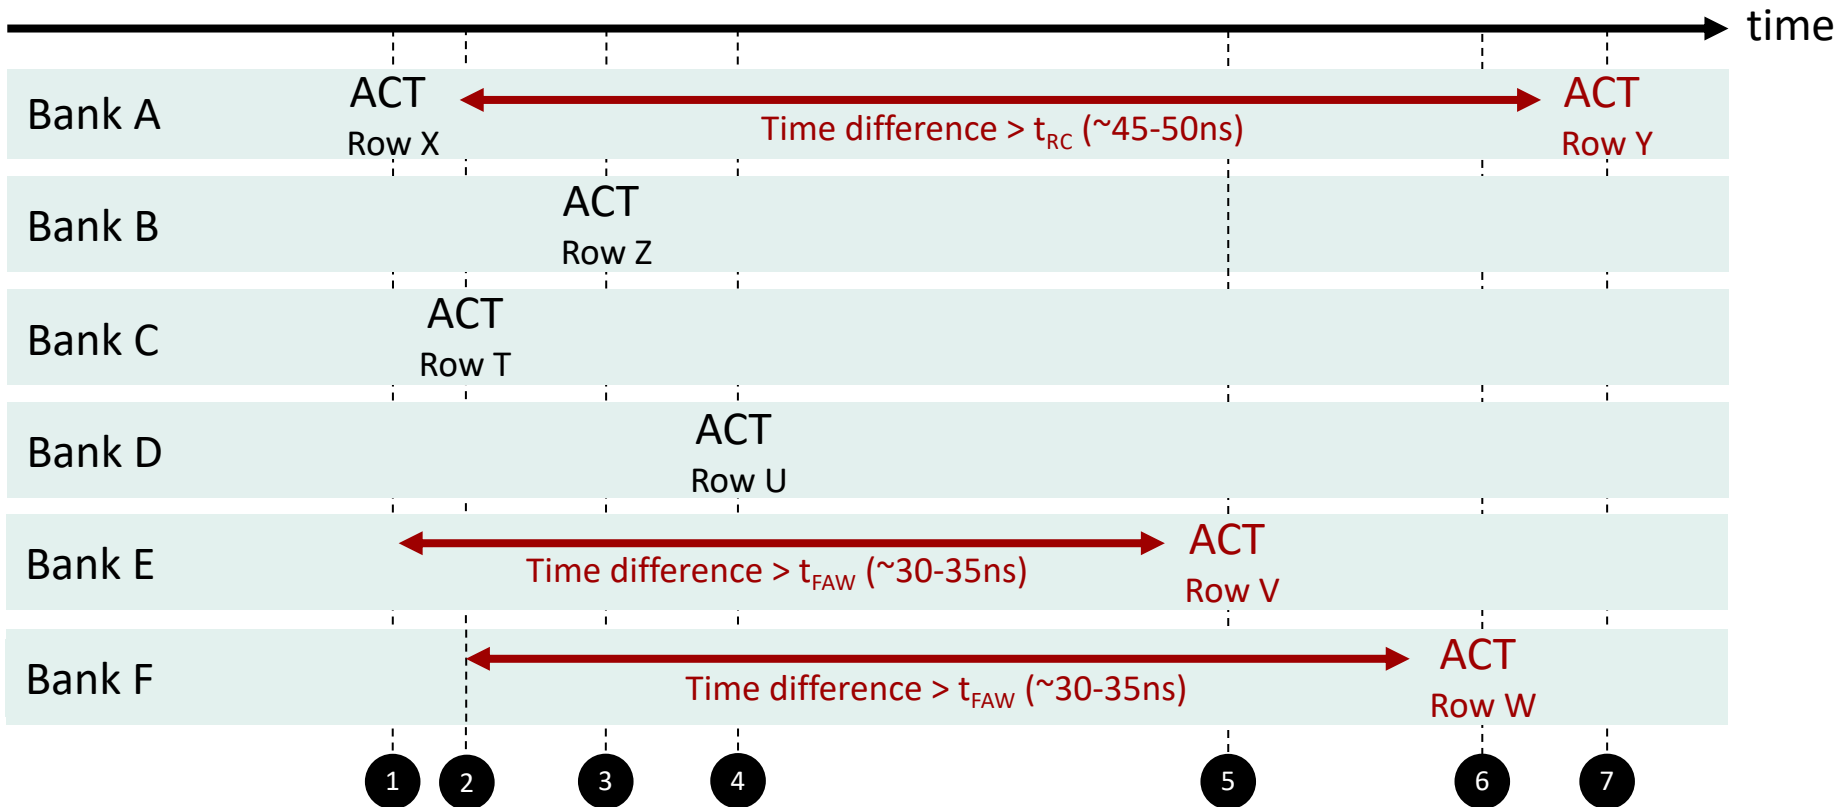 time
Bank A
ACT
Row X
Time difference > tRC (~45-50ns)
ACT
Row Y
Bank B
ACT
Row Z
Bank C
ACT
Row T
Bank D
ACT
Row U
Bank E
Time difference > tFAW (~30-35ns)
ACT
Row V
Bank F
Time difference > tFAW (~30-35ns)
ACT
Row W
1 2 3 4 5 6 7